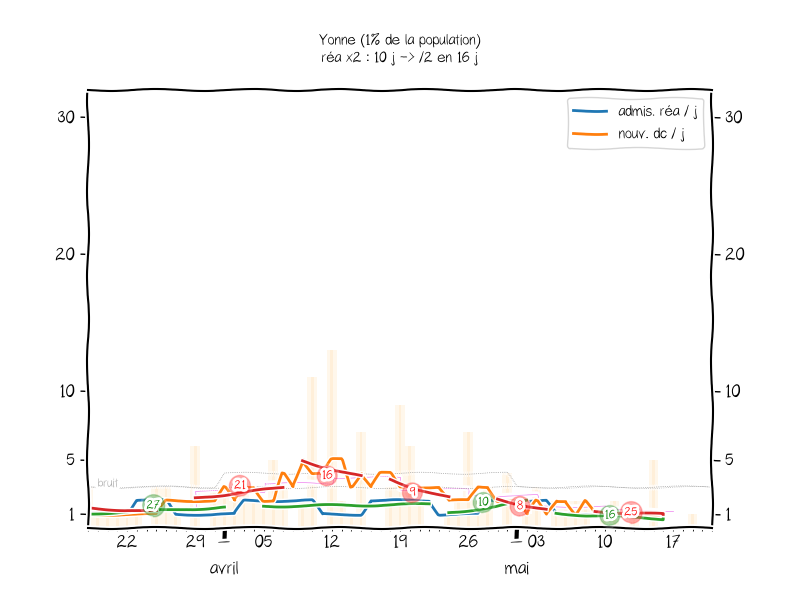 Yonne (1% de la population)
réa x2 : 10 j -> /2 en 16 j
admis. réa / j
nouv. dc / j
30 30
20 20
10 10
5 5
bruit
1 1
27 21 16 9 10 8 16 25
22 29 1 05 12 19 26 1 03 10 17
avril mai